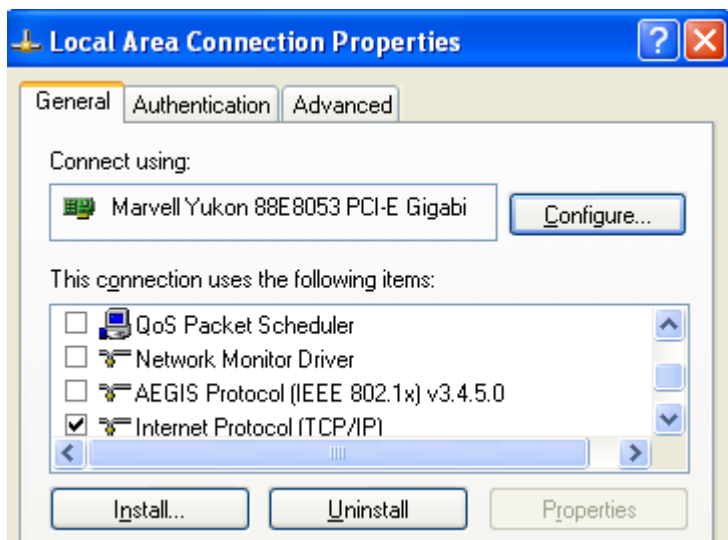 Local Area Connection Properties
General Authentication Advanced
Connect using:
Marvell Yukon 88E8053 PCI-E Gigabi
Configure...
This connection uses the following items:
QoS Packet Scheduler
Network Monitor Driver
AEGIS Protocol (IEEE 802.1x) v3.4.5.0
Internet Protocol (TCP/IP)
Install... Uninstall Properties